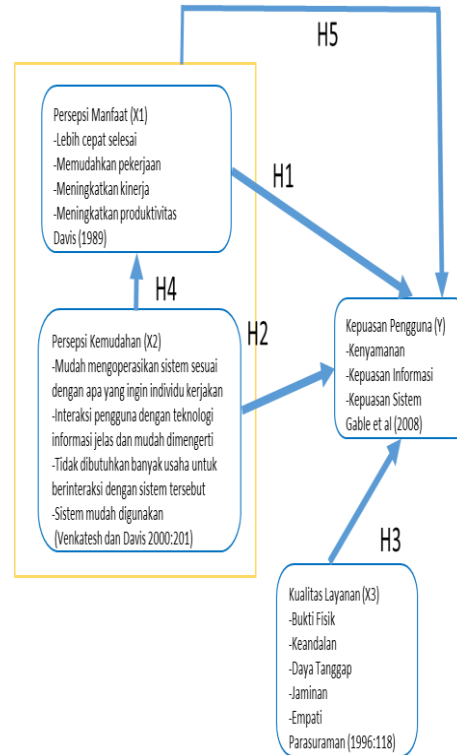 H5
Persepsi Manfaat (X1)
-Lebih cepat selesai
-Memudahkan pekerjaan
-Meningkatkan kinerja
-Meningkatkan produktivitas
Davis (1989)
H1
H4
H2
Persepsi Kemudahan (X2)
-Mudah mengoperasikan sistem sesuai
dengan apa yang ingin individu kerjakan
-Interaksi pengguna dengan teknologi
informasi jelas dan mudah dimengerti
-Tidak dibutuhkan banyak usaha untuk
berinteraksi dengan sistem tersebut
-Sistem mudah digunakan
(Venkatesh dan Davis 2000:201)
Kepuasan Pengguna (Y)
-Kenyamanan
-Kepuasan Informasi
-Kepuasan Sistem
Gable et al (2008)
H3
Kualitas Layanan (X3)
-Bukti Fisik
-Keandalan
-Daya Tanggap
-Jaminan
-Empati
Parasuraman (1996:118)